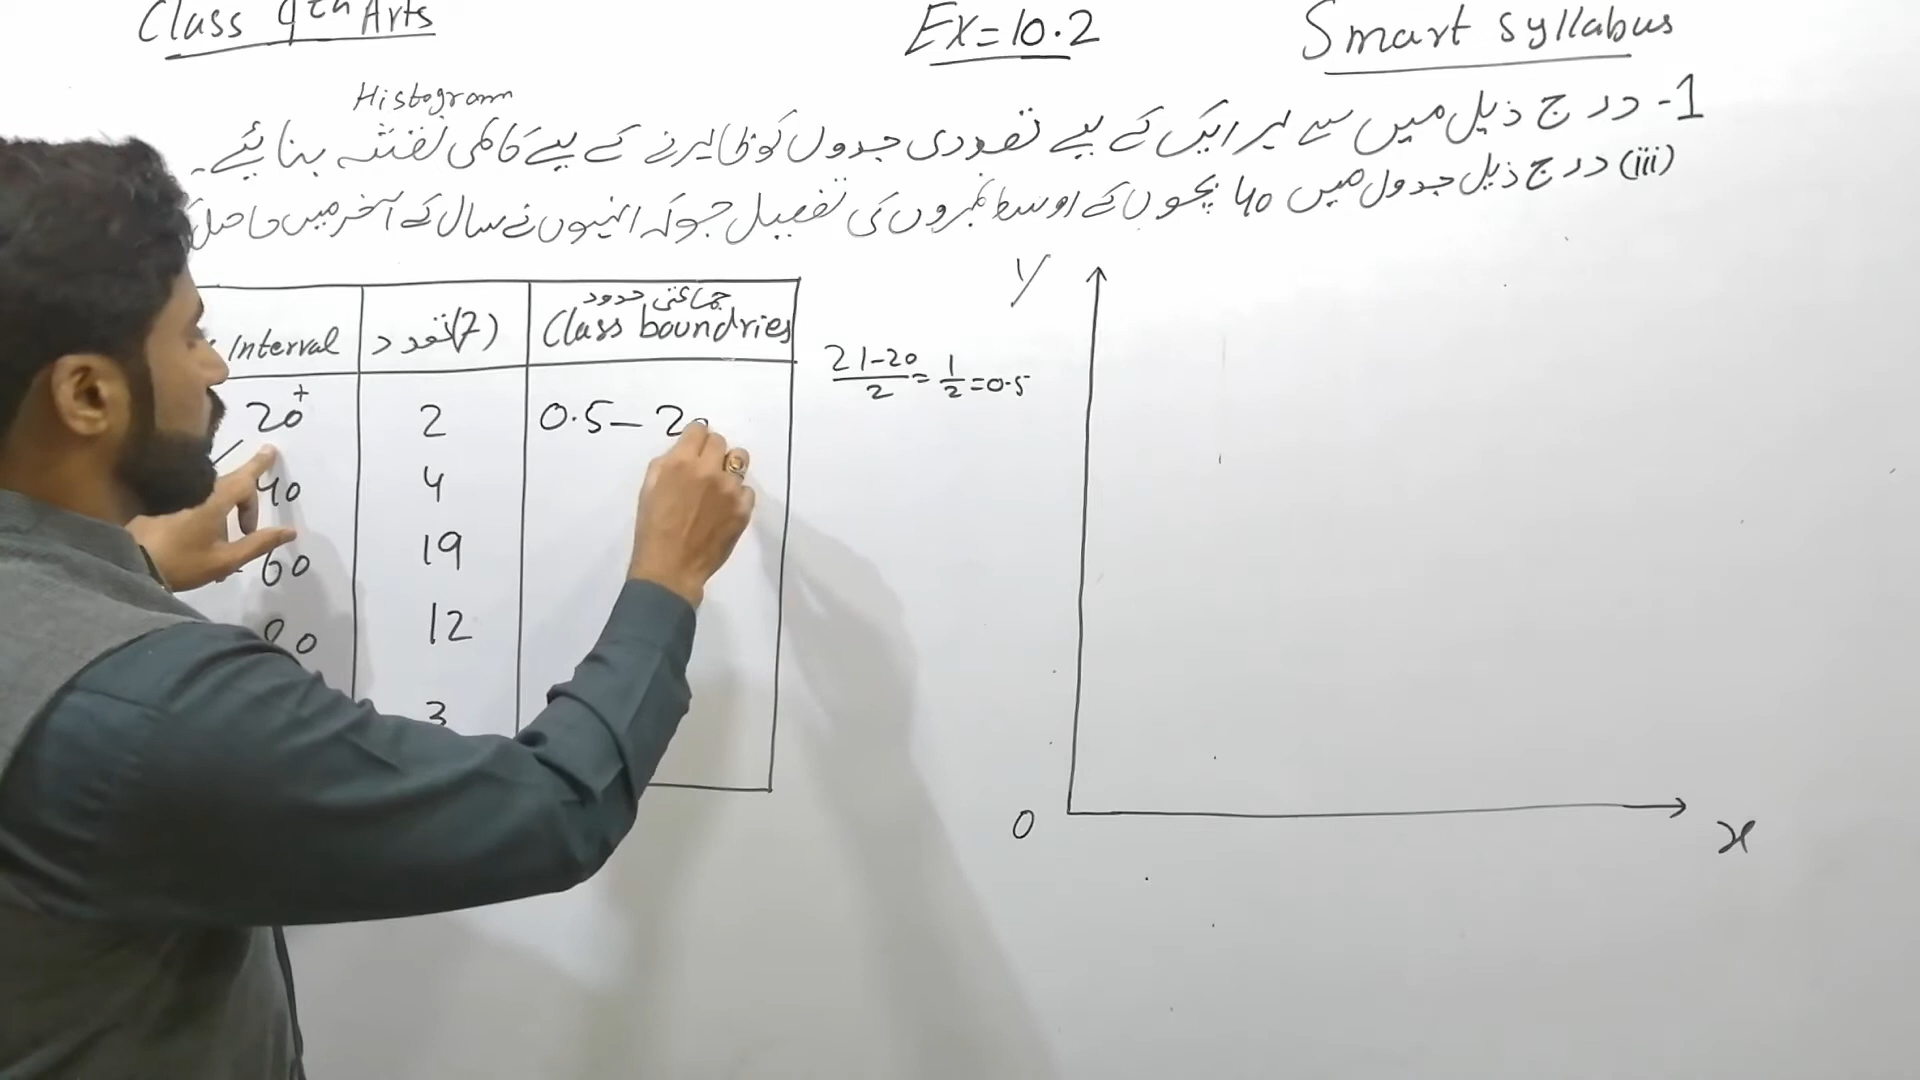 Class 9th Arts
Ex=10.2
Smart syllabus
Histogram
1- درج ذیل میں سے ہر ایک کے لیے تعددی جدول کو ظاہر کرنے کے لیے کالمی نقشہ بنائیے۔
(iii) درج ذیل جدول میں 40 بچوں کے اوسط نمبروں کی تفصیل جو کہ انہوں نے سال کے آخر میں حاصل
Interval
تعدد (f)
جماعتی حدود
Class boundries
20+
2
0.5 – 20
40
4
60
19
80
12
3
21-20/2 = 1/2 = 0.5
y
0
x